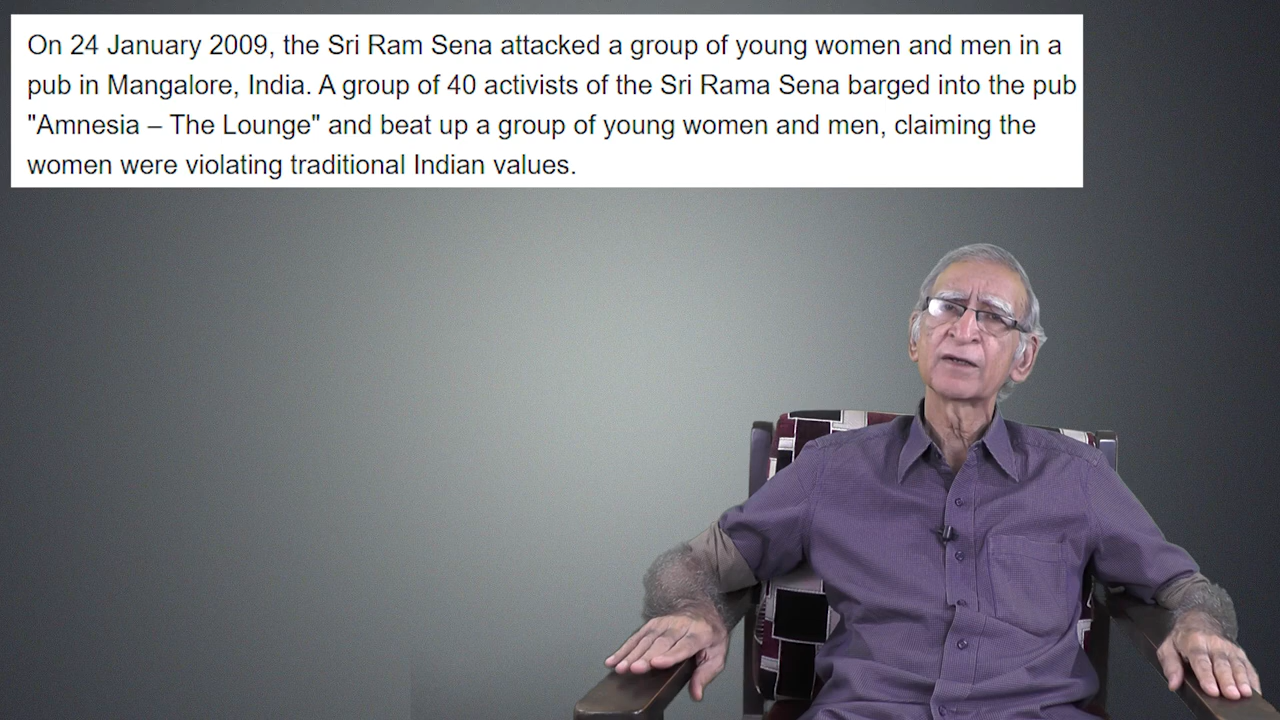 On 24 January 2009, the Sri Ram Sena attacked a group of young women and men in a
pub in Mangalore, India. A group of 40 activists of the Sri Rama Sena barged into the pub
"Amnesia – The Lounge" and beat up a group of young women and men, claiming the
women were violating traditional Indian values.